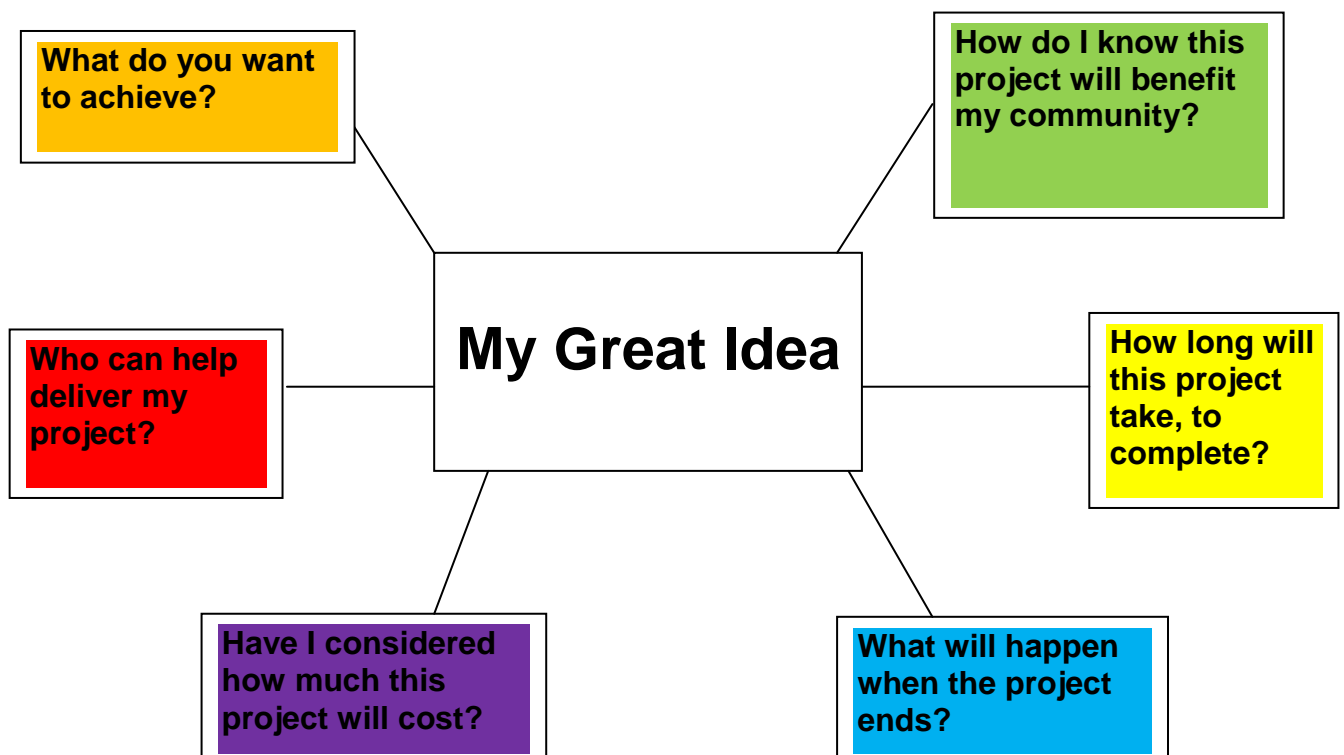 What do you want
to achieve?
How do I know this
project will benefit
my community?
My Great Idea
Who can help
deliver my
project?
How long will
this project
take, to
complete?
Have I considered
how much this
project will cost?
What will happen
when the project
ends?